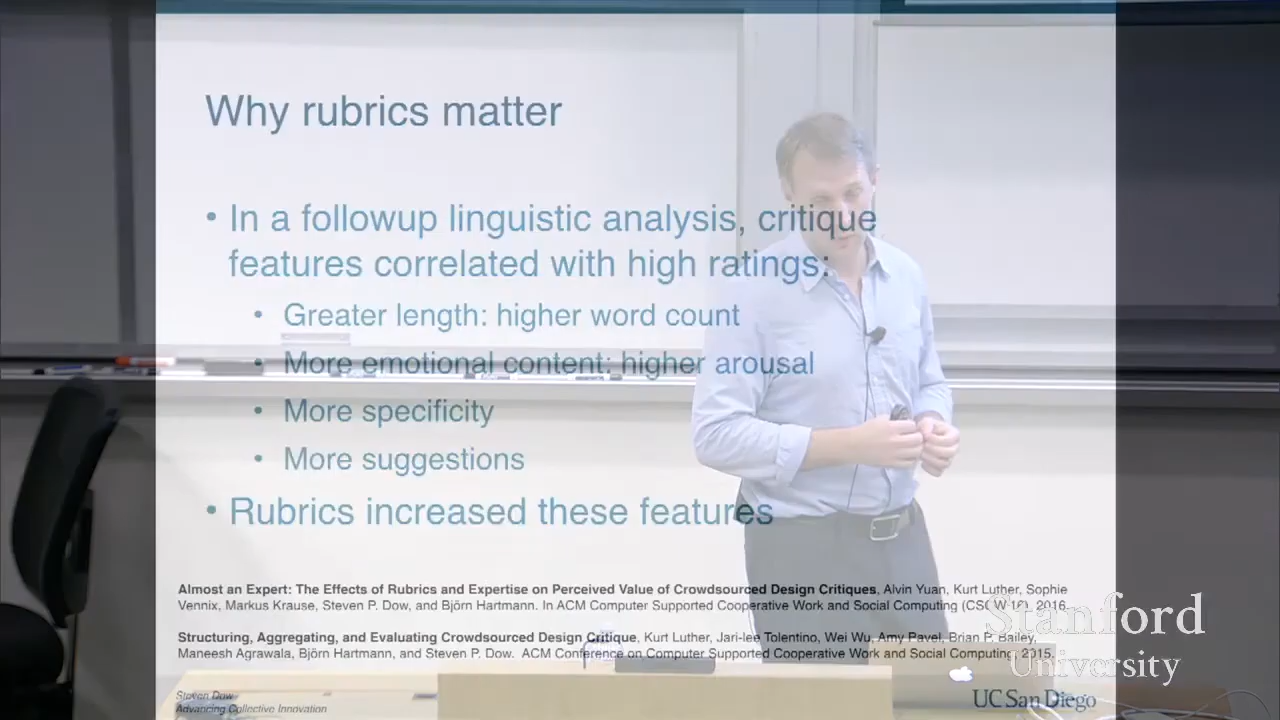 Why rubrics matter
• In a followup linguistic analysis, critique
features correlated with high ratings:
• Greater length: higher word count
• More emotional content: higher arousal
• More specificity
• More suggestions
• Rubrics increased these features
Almost an Expert: The Effects of Rubrics and Expertise on Perceived Value of Crowdsourced Design Critiques, Alvin Yuan, Kurt Luther, Sophie
Vennix, Markus Krause, Steven P. Dow, and Björn Hartmann. In ACM Computer Supported Cooperative Work and Social Computing (CSCW-16), 2016.
Structuring, Aggregating, and Evaluating Crowdsourced Design Critique, Kurt Luther, Jari-lee Tolentino, Wei Wu, Amy Pavel, Brian P. Bailey,
Maneesh Agrawala, Björn Hartmann, and Steven P. Dow. ACM Conference on Computer Supported Cooperative Work and Social Computing, 2015.
Steven Dow
Advancing Collective Innovation
UC San Diego
Stanford
University